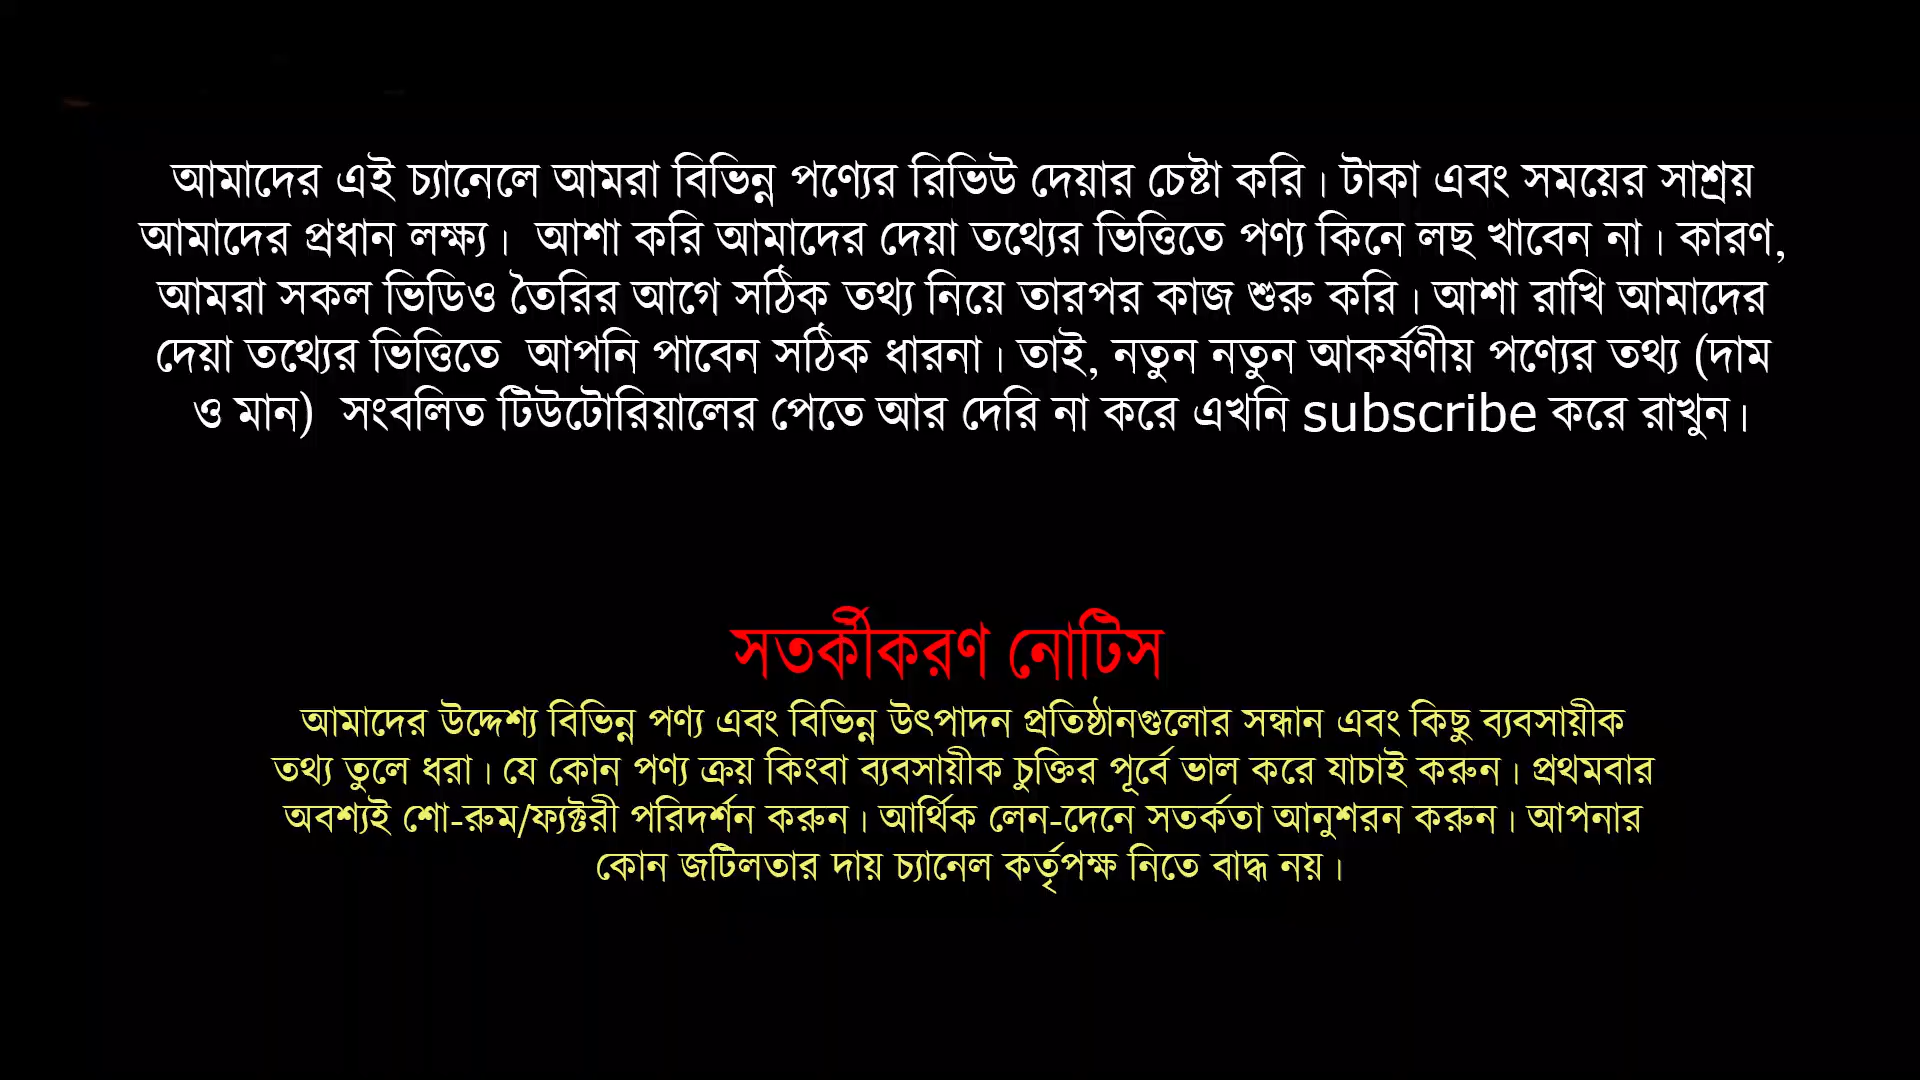 আমাদের এই চ্যানেলে আমরা বিভিন্ন পণ্যের রিভিউ দেয়ার চেষ্টা করি। টাকা এবং সময়ের সাশ্রয়
আমাদের প্রধান লক্ষ্য। আশা করি আমাদের দেয়া তথ্যের ভিত্তিতে পণ্য কিনে লছ খাবেন না। কারণ,
আমরা সকল ভিডিও তৈরির আগে সঠিক তথ্য নিয়ে তারপর কাজ শুরু করি। আশা রাখি আমাদের
দেয়া তথ্যের ভিত্তিতে আপনি পাবেন সঠিক ধারনা। তাই, নতুন নতুন আকর্ষণীয় পণ্যের তথ্য (দাম
ও মান) সংবলিত টিউটোরিয়ালের পেতে আর দেরি না করে এখনি subscribe করে রাখুন।
সতর্কীকরণ নোটিস
আমাদের উদ্দেশ্য বিভিন্ন পণ্য এবং বিভিন্ন উৎপাদন প্রতিষ্ঠানগুলোর সন্ধান এবং কিছু ব্যবসায়ীক
তথ্য তুলে ধরা। যে কোন পণ্য ক্রয় কিংবা ব্যবসায়ীক চুক্তির পূর্বে ভাল করে যাচাই করুন। প্রথমবার
অবশ্যই শো-রুম/ফ্যক্টরী পরিদর্শন করুন। আর্থিক লেন-দেনে সতর্কতা আনুশরন করুন। আপনার
কোন জটিলতার দায় চ্যানেল কর্তৃপক্ষ নিতে বাদ্ধ নয়।